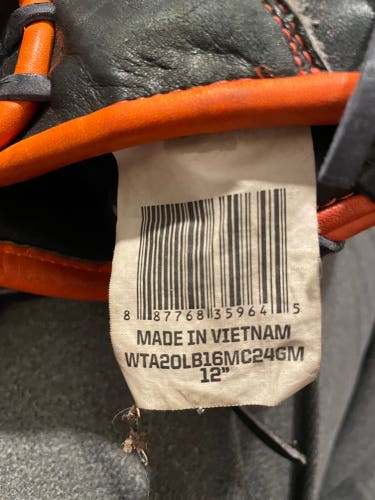 8 87768 35964 5
MADE IN VIETNAM
WTA20LB16MC24GM
12"